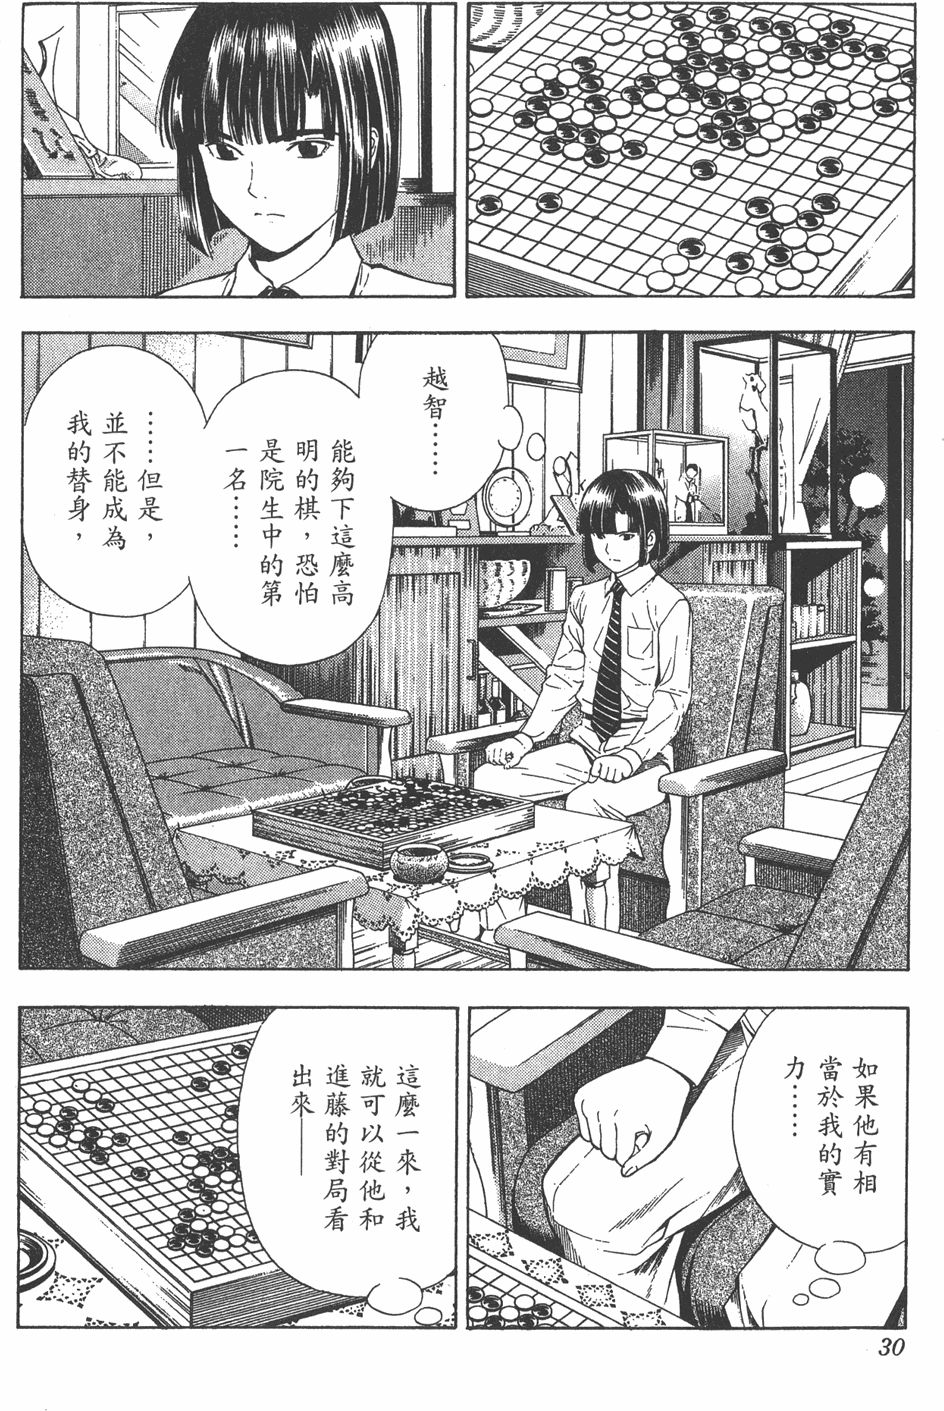 越智……
能夠下這麼高
明的棋，恐怕
是院生中的第
一名……
……但是，
並不能成為
我的替身，
如果他有相
當於我的實
力……
這麼一來，我
就可以從他和
進藤的對局看
出來——
30